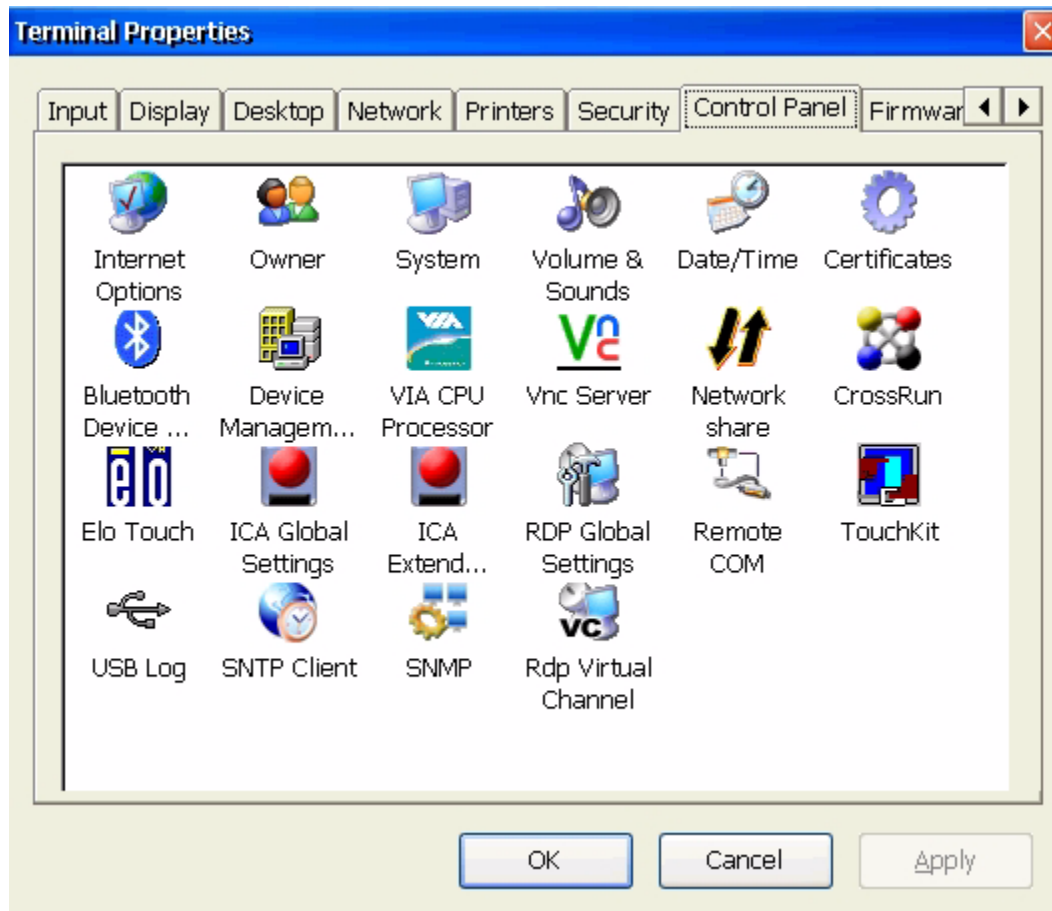 Terminal Properties
Input Display Desktop Network Printers Security Control Panel Firmwar
Internet Options Owner System Volume & Sounds Date/Time Certificates
Bluetooth Device ... Device Managem... VIA CPU Processor Vnc Server Network share CrossRun
Elo Touch ICA Global Settings ICA Extend... RDP Global Settings Remote COM TouchKit
USB Log SNTP Client SNMP Rdp Virtual Channel
OK Cancel Apply